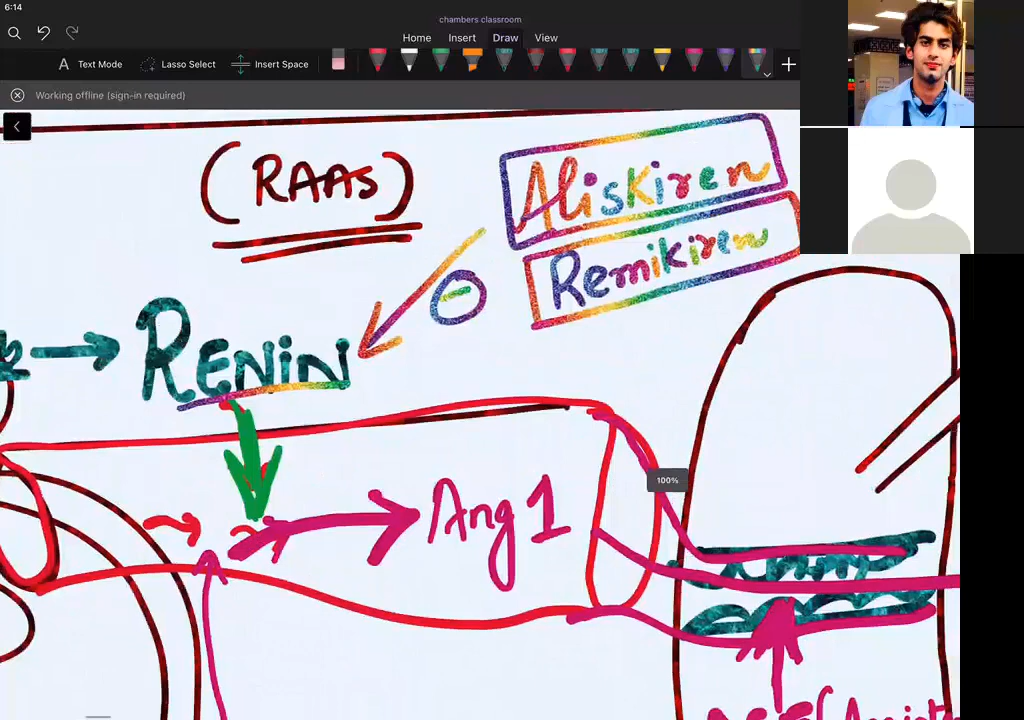 6:14
chambers classroom
Home Insert Draw View
Text Mode Lasso Select Insert Space
Working offline (sign-in required)
(RAAS)
Aliskiren
Remikiren
RENIN
100%
Ang 1